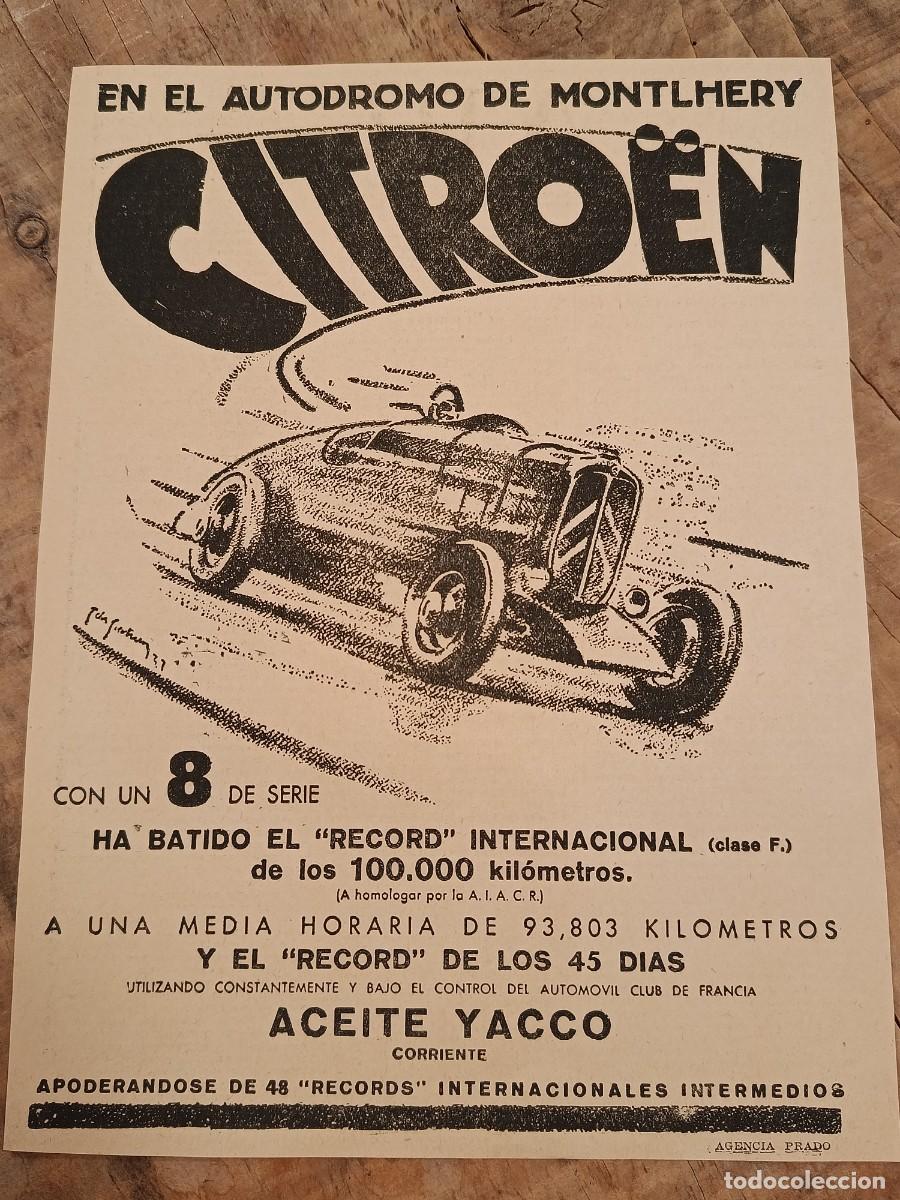 EN EL AUTODROMO DE MONTLHERY
CITROËN
CON UN 8 DE SERIE
HA BATIDO EL "RECORD" INTERNACIONAL (clase F.)
de los 100.000 kilómetros.
(A homologar por la A. I. A. C. R.)
A UNA MEDIA HORARIA DE 93,803 KILOMETROS
Y EL "RECORD" DE LOS 45 DIAS
UTILIZANDO CONSTANTEMENTE Y BAJO EL CONTROL DEL AUTOMOVIL CLUB DE FRANCIA
ACEITE YACCO
CORRIENTE
APODERANDOSE DE 48 "RECORDS" INTERNACIONALES INTERMEDIOS
AGENCIA PRADO
todocoleccion